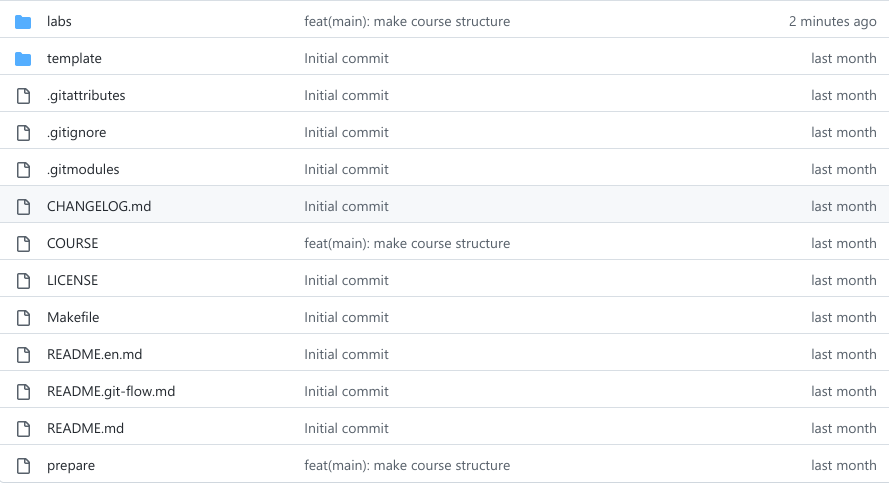 labs feat(main): make course structure 2 minutes ago
template Initial commit last month
.gitattributes Initial commit last month
.gitignore Initial commit last month
.gitmodules Initial commit last month
CHANGELOG.md Initial commit last month
COURSE feat(main): make course structure last month
LICENSE Initial commit last month
Makefile Initial commit last month
README.en.md Initial commit last month
README.git-flow.md Initial commit last month
README.md Initial commit last month
prepare feat(main): make course structure last month